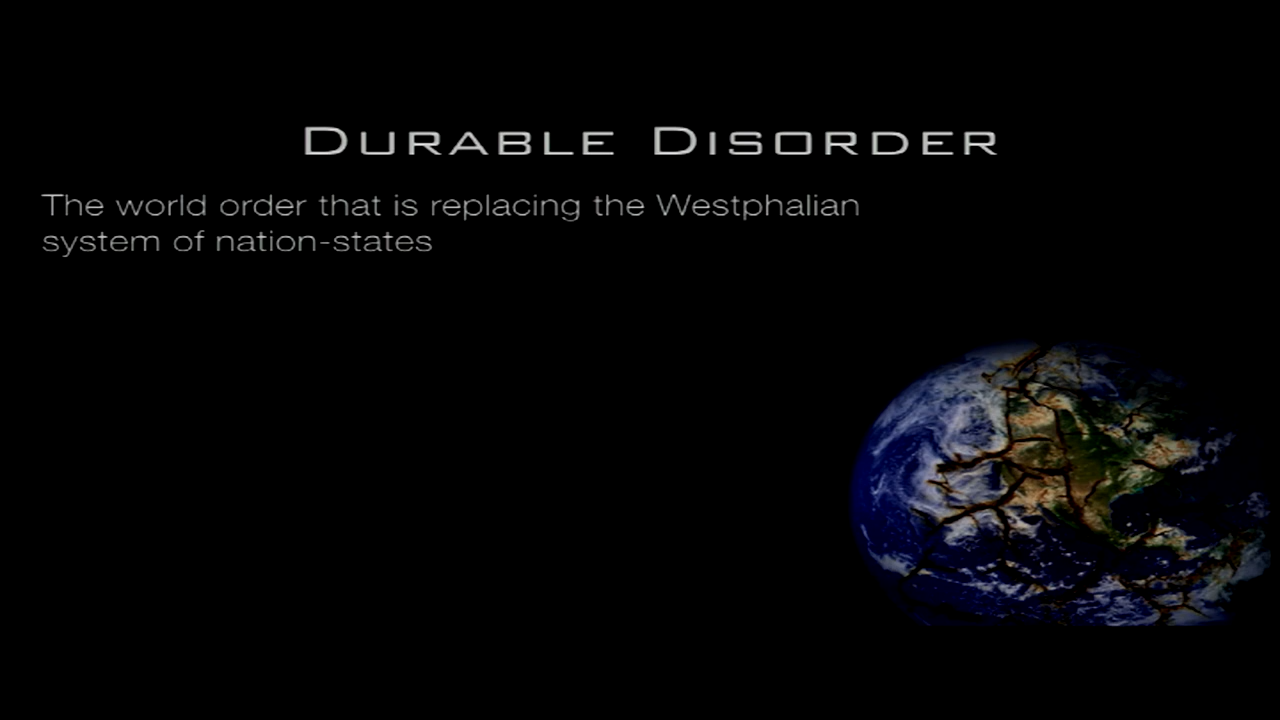 Durable Disorder
The world order that is replacing the Westphalian
system of nation-states